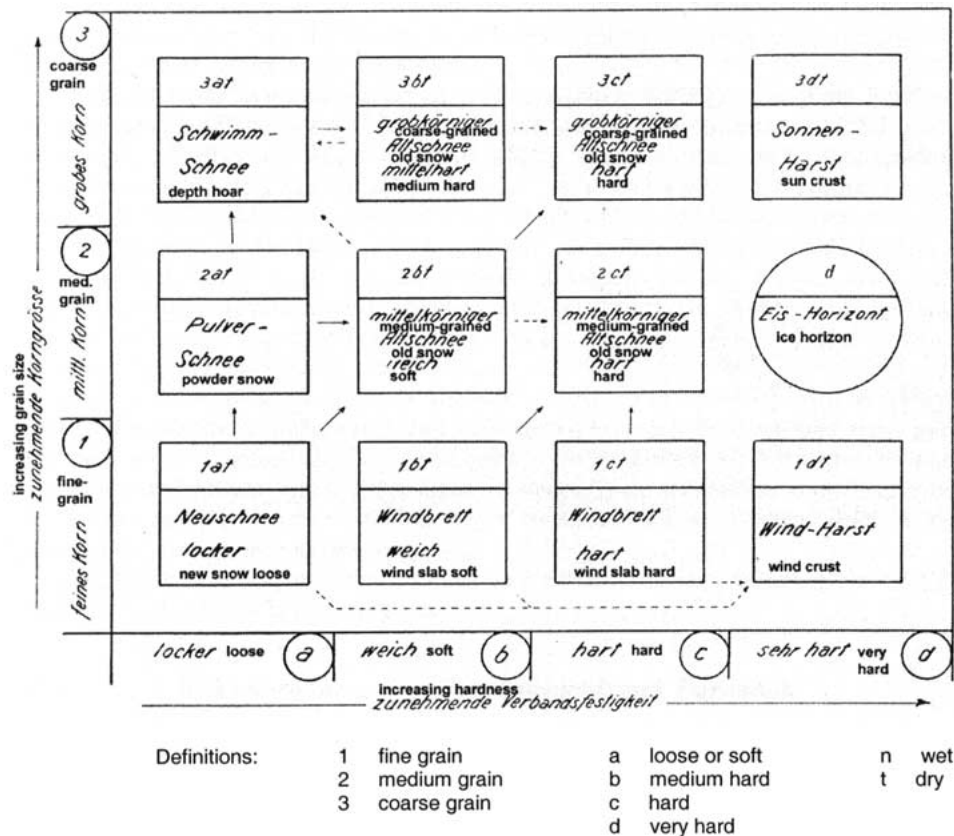 3
coarse
grain
grobes Korn
2
med.
grain
mittl. Korn
1
fine-
grain
feines Korn
increasing grain size
zunehmende Korngrösse
3at
Schwimm-
Schnee
depth hoar
3bt
grobkörniger
coarse-grained
Altschnee
old snow
mittelhart
medium hard
3ct
grobkörniger
coarse-grained
Altschnee
old snow
hart
hard
3dt
Sonnen-
Harst
sun crust
2at
Pulver-
Schnee
powder snow
2bt
mittelkörniger
medium-grained
Altschnee
old snow
weich
soft
2ct
mittelkörniger
medium-grained
Altschnee
old snow
hart
hard
d
Eis-Horizont
ice horizon
1at
Neuschnee
locker
new snow loose
1bt
Windbrett
weich
wind slab soft
1ct
Windbrett
hart
wind slab hard
1dt
Wind-Harst
wind crust
locker loose a
weich soft b
hart hard c
sehr hart very
hard d
increasing hardness
zunehmende Verbandsfestigkeit
Definitions: 1 fine grain a loose or soft n wet
2 medium grain b medium hard t dry
3 coarse grain c hard
d very hard